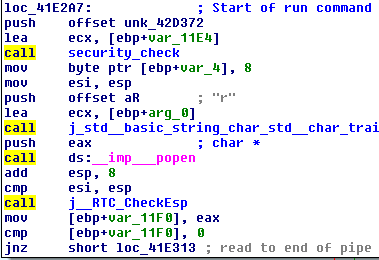 loc_41E2A7: ; Start of run command
push offset unk_42D372
lea ecx, [ebp+var_11E4]
call security_check
mov byte ptr [ebp+var_4], 8
mov esi, esp
push offset aR ; "r"
lea ecx, [ebp+arg_0]
call j_std__basic_string_char_std__char_trai
push eax ; char *
call ds:__imp___popen
add esp, 8
cmp esi, esp
call j__RTC_CheckEsp
mov [ebp+var_11F0], eax
cmp [ebp+var_11F0], 0
jnz short loc_41E313 ; read to end of pipe